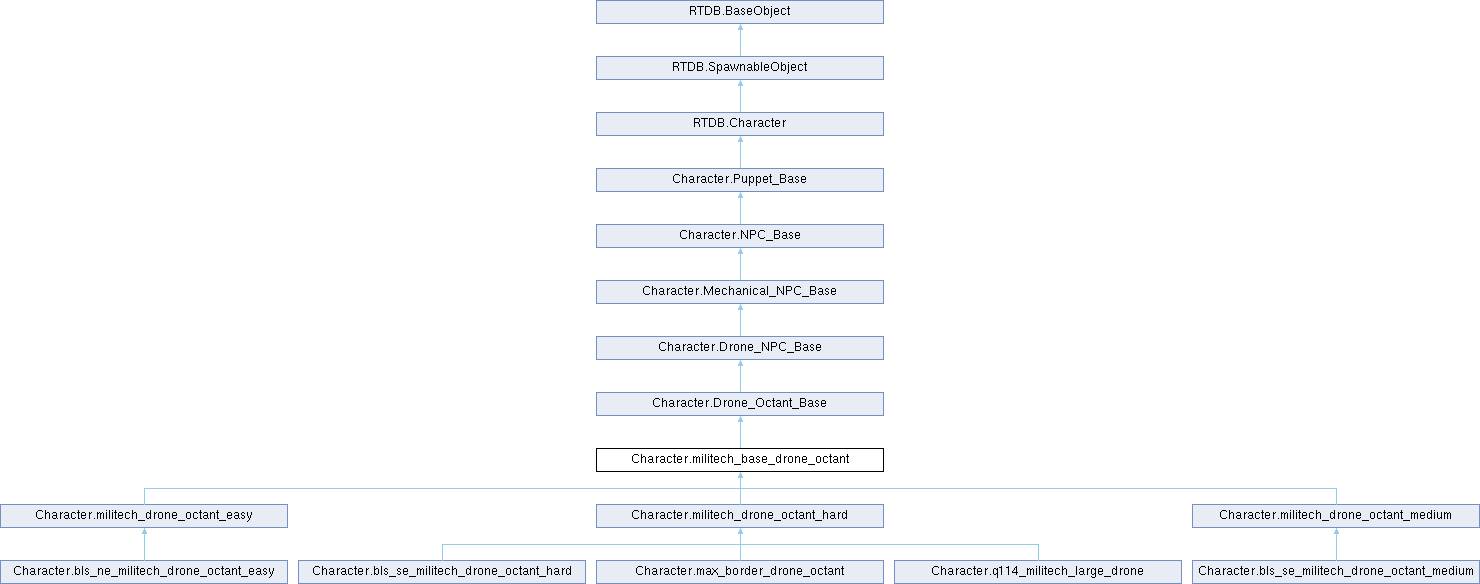 RTDB.BaseObject
RTDB.SpawnableObject
RTDB.Character
Character.Puppet_Base
Character.NPC_Base
Character.Mechanical_NPC_Base
Character.Drone_NPC_Base
Character.Drone_Octant_Base
Character.militech_base_drone_octant
Character.militech_drone_octant_easy
Character.militech_drone_octant_hard
Character.militech_drone_octant_medium
Character.bls_ne_militech_drone_octant_easy
Character.bls_se_militech_drone_octant_hard
Character.max_border_drone_octant
Character.q114_militech_large_drone
Character.bls_se_militech_drone_octant_medium